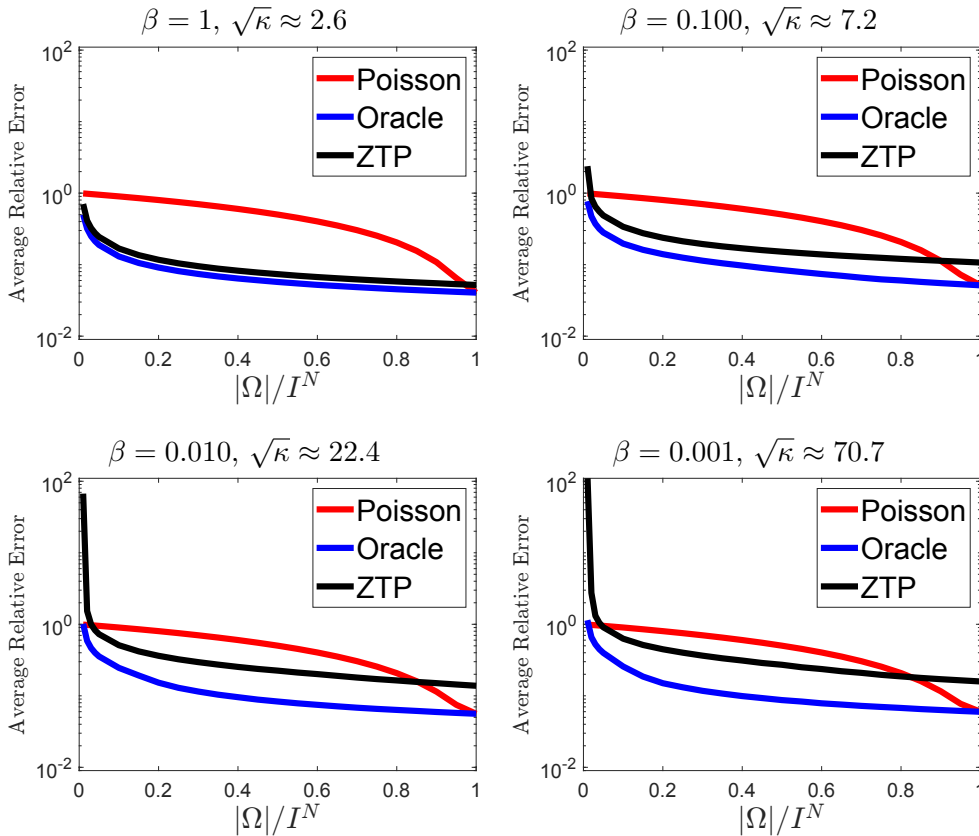 β = 1, √κ ≈ 2.6
Average Relative Error
10^2
10^0
10^-2
Poisson
Oracle
ZTP
0 0.2 0.4 0.6 0.8 1
|Ω|/I^N
β = 0.100, √κ ≈ 7.2
Average Relative Error
10^2
10^0
10^-2
Poisson
Oracle
ZTP
0 0.2 0.4 0.6 0.8 1
|Ω|/I^N
β = 0.010, √κ ≈ 22.4
Average Relative Error
10^2
10^0
10^-2
Poisson
Oracle
ZTP
0 0.2 0.4 0.6 0.8 1
|Ω|/I^N
β = 0.001, √κ ≈ 70.7
Average Relative Error
10^2
10^0
10^-2
Poisson
Oracle
ZTP
0 0.2 0.4 0.6 0.8 1
|Ω|/I^N